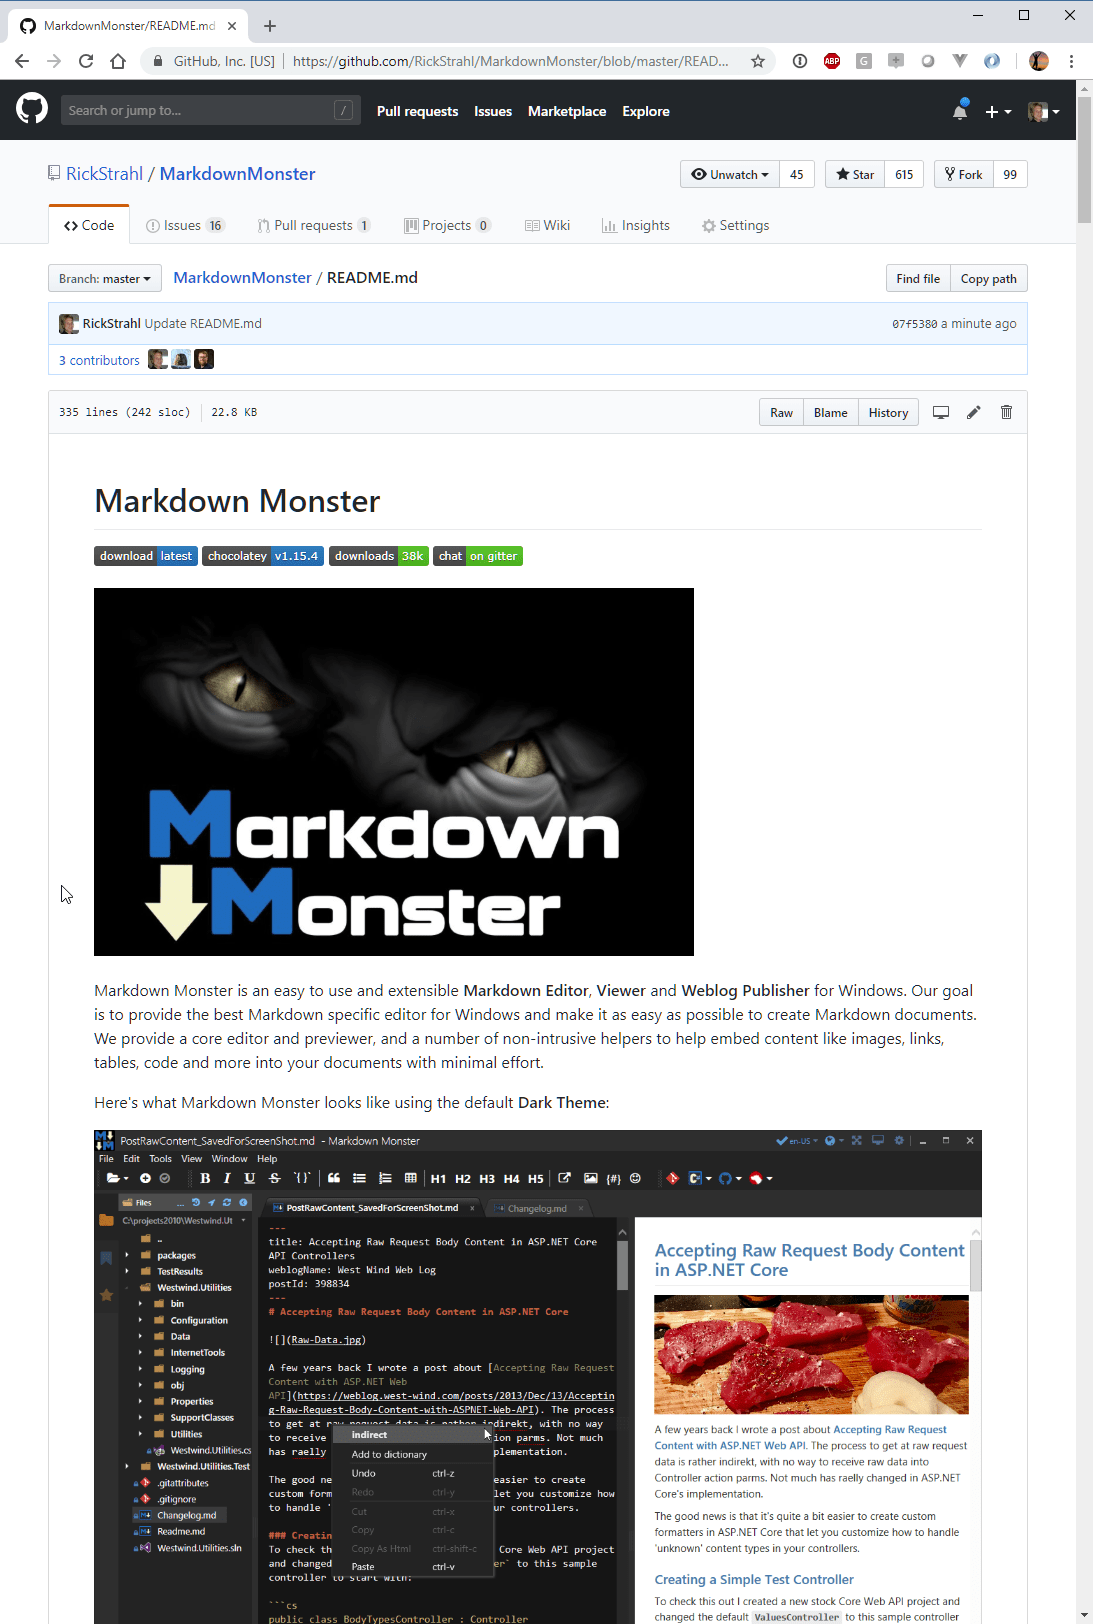 MarkdownMonster/README.md
GitHub, Inc. [US] | https://github.com/RickStrahl/MarkdownMonster/blob/master/READ...
ABP
G
Search or jump to... /
Pull requests Issues Marketplace Explore
RickStrahl / MarkdownMonster
Unwatch 45 Star 615 Fork 99
Code Issues 16 Pull requests 1 Projects 0 Wiki Insights Settings
Branch: master MarkdownMonster / README.md Find file Copy path
RickStrahl Update README.md 07f5380 a minute ago
3 contributors
335 lines (242 sloc) 22.8 KB Raw Blame History
Markdown Monster
download latest chocolatey v1.15.4 downloads 38k chat on gitter
Markdown
Monster
Markdown Monster is an easy to use and extensible Markdown Editor, Viewer and Weblog Publisher for Windows. Our goal
is to provide the best Markdown specific editor for Windows and make it as easy as possible to create Markdown documents.
We provide a core editor and previewer, and a number of non-intrusive helpers to help embed content like images, links,
tables, code and more into your documents with minimal effort.
Here's what Markdown Monster looks like using the default Dark Theme:
PostRawContent_SavedForScreenShot.md - Markdown Monster en-US
File Edit Tools View Window Help
B I U S `{}` H1 H2 H3 H4 H5 {#}
Files ...
C:\projects2010\Westwind.Ut
..
packages
TestResults
Westwind.Utilities
bin
Configuration
Data
InternetTools
Logging
obj
Properties
SupportClasses
Utilities
Westwind.Utilities.cs
Westwind.Utilities.Test
.gitattributes
.gitignore
Changelog.md
Readme.md
Westwind.Utilities.sln
PostRawContent_SavedForScreenShot.md × Changelog.md ×
---
title: Accepting Raw Request Body Content in ASP.NET Core
API Controllers
weblogName: West Wind Web Log
postId: 398834
---
# Accepting Raw Request Body Content in ASP.NET Core
![](Raw-Data.jpg)
A few years back I wrote a post about [Accepting Raw Request
Content with ASP.NET Web
API](https://weblog.west-wind.com/posts/2013/Dec/13/Acceptin
g-Raw-Request-Body-Content-with-ASPNET-Web-API). The process
to get at raw request data is rather indirekt, with no way
to receive ion parms. Not much
has raelly plementation.
The good ne easier to create
custom form let you customize how
to handle ` ur controllers.
### Creatin
To check th Core Web API project
and changed er` to this sample
controller to start with:
```cs
public class BodyTypesController : Controller
indirect
Add to dictionary
Undo ctrl-z
Redo ctrl-y
Cut ctrl-x
Copy ctrl-c
Copy As Html ctrl-shift-c
Paste ctrl-v
Accepting Raw Request Body Content
in ASP.NET Core
A few years back I wrote a post about Accepting Raw Request
Content with ASP.NET Web API. The process to get at raw request
data is rather indirekt, with no way to receive raw data into
Controller action parms. Not much has raelly changed in ASP.NET
Core's implementation.
The good news is that it's quite a bit easier to create custom
formatters in ASP.NET Core that let you customize how to handle
'unknown' content types in your controllers.
Creating a Simple Test Controller
To check this out I created a new stock Core Web API project and
changed the default ValuesController to this sample controller